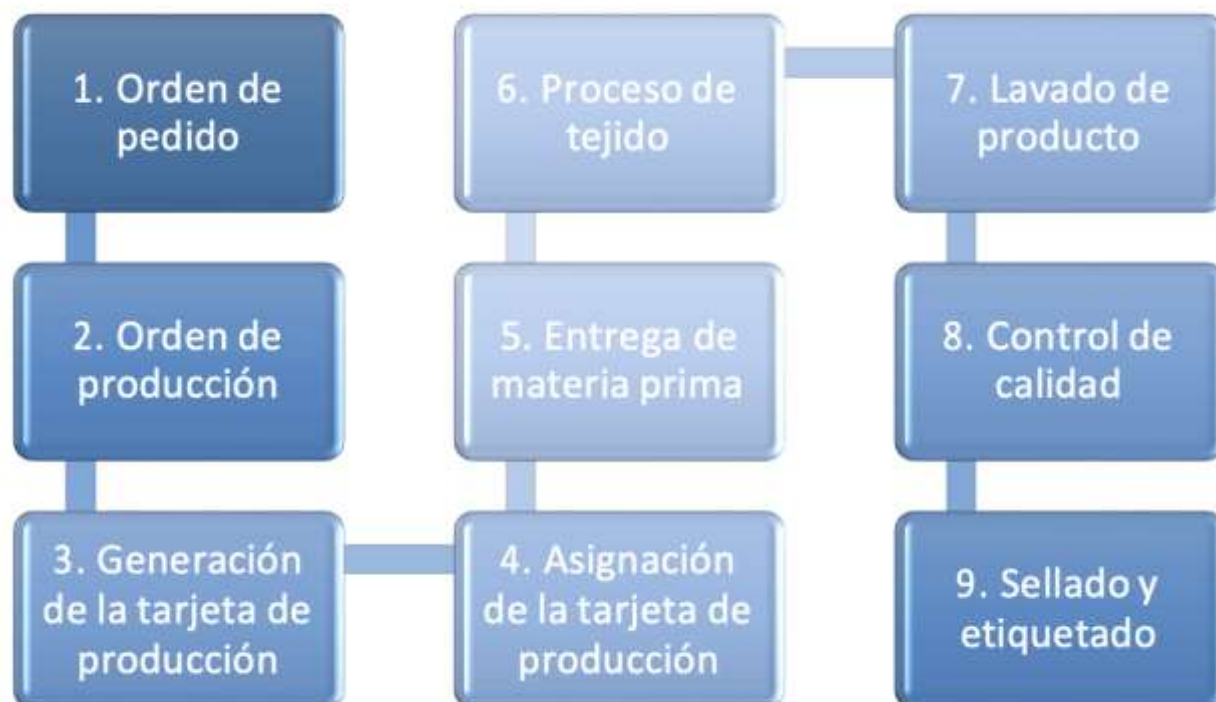 1. Orden de
pedido
2. Orden de
producción
3. Generación
de la tarjeta de
producción
4. Asignación
de la tarjeta de
producción
5. Entrega de
materia prima
6. Proceso de
tejido
7. Lavado de
producto
8. Control de
calidad
9. Sellado y
etiquetado